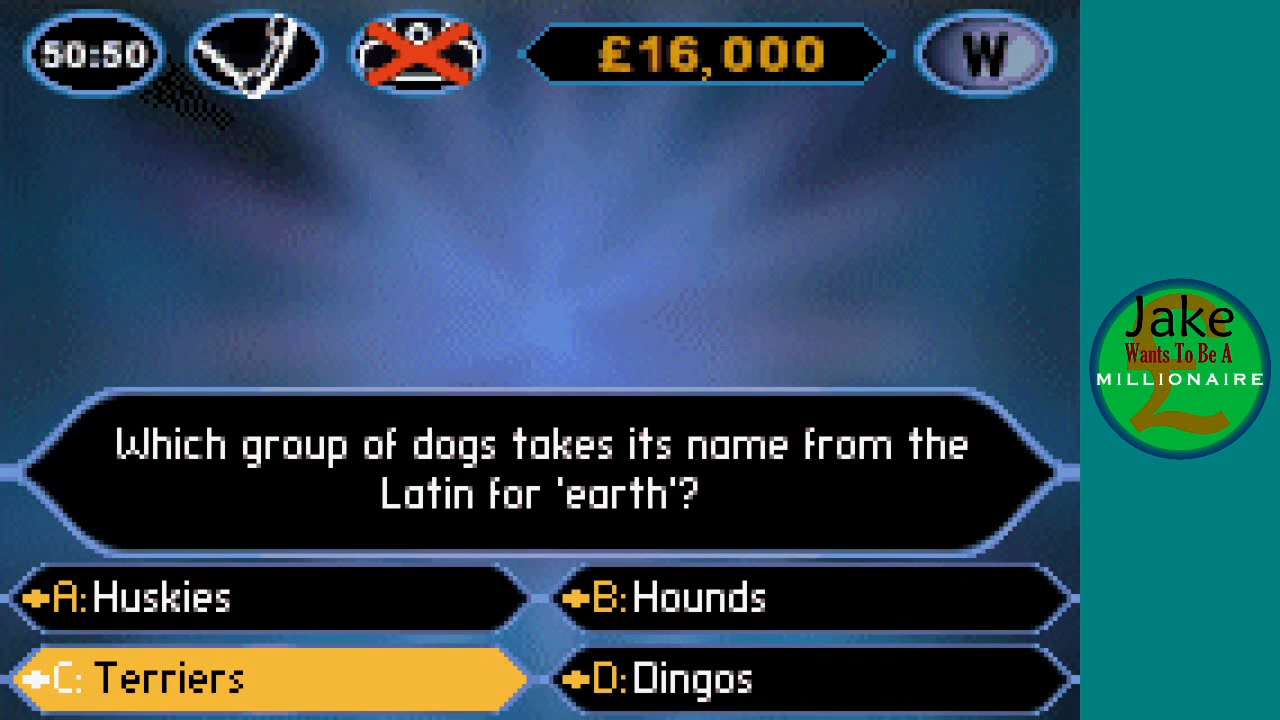 50:50
£16,000
W
Which group of dogs takes its name from the
Latin for 'earth'?
A: Huskies
B: Hounds
C: Terriers
D: Dingos
Jake
Wants To Be A
MILLIONAIRE
£